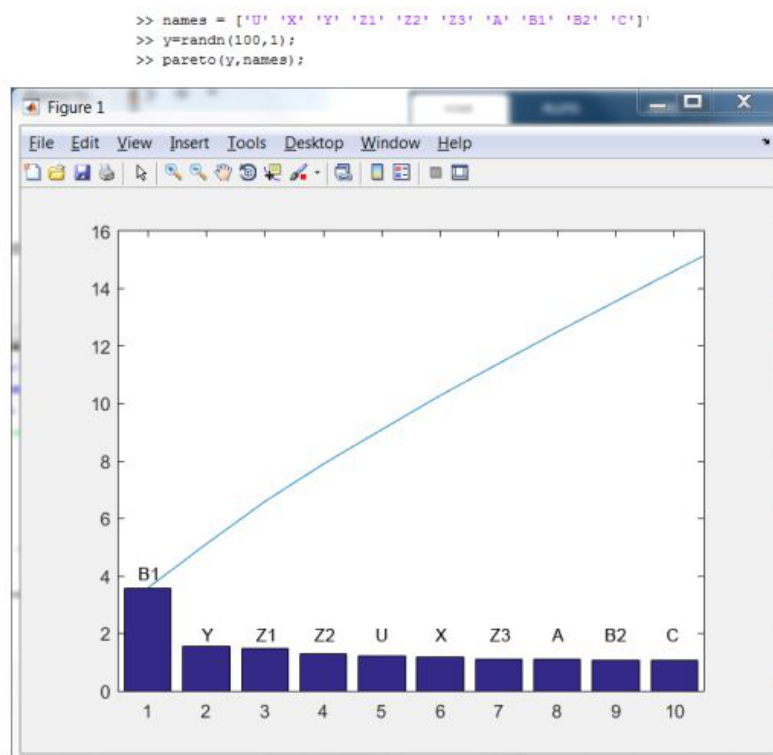 >> names = ['U' 'X' 'Y' 'Z1' 'Z2' 'Z3' 'A' 'B1' 'B2' 'C']'
>> y=randn(100,1);
>> pareto(y,names);
Figure 1
File Edit View Insert Tools Desktop Window Help
16
14
12
10
8
6
4
2
0
B1 Y Z1 Z2 U X Z3 A B2 C
1 2 3 4 5 6 7 8 9 10